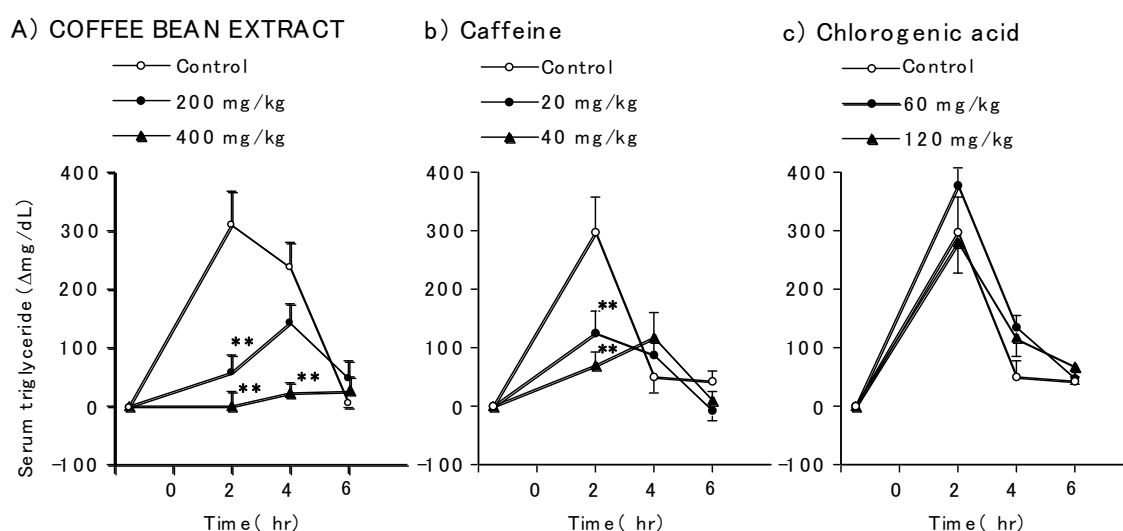 A) COFFEE BEAN EXTRACT
Control
200 mg/kg
400 mg/kg
b) Caffeine
Control
20 mg/kg
40 mg/kg
c) Chlorogenic acid
Control
60 mg/kg
120 mg/kg
Serum triglyceride (Δmg/dL)
400
300
200
100
0
-100
**
**
**
0 2 4 6
Time( hr)
400
300
200
100
0
-100
**
**
0 2 4 6
Time( hr)
400
300
200
100
0
-100
0 2 4 6
Time( hr)